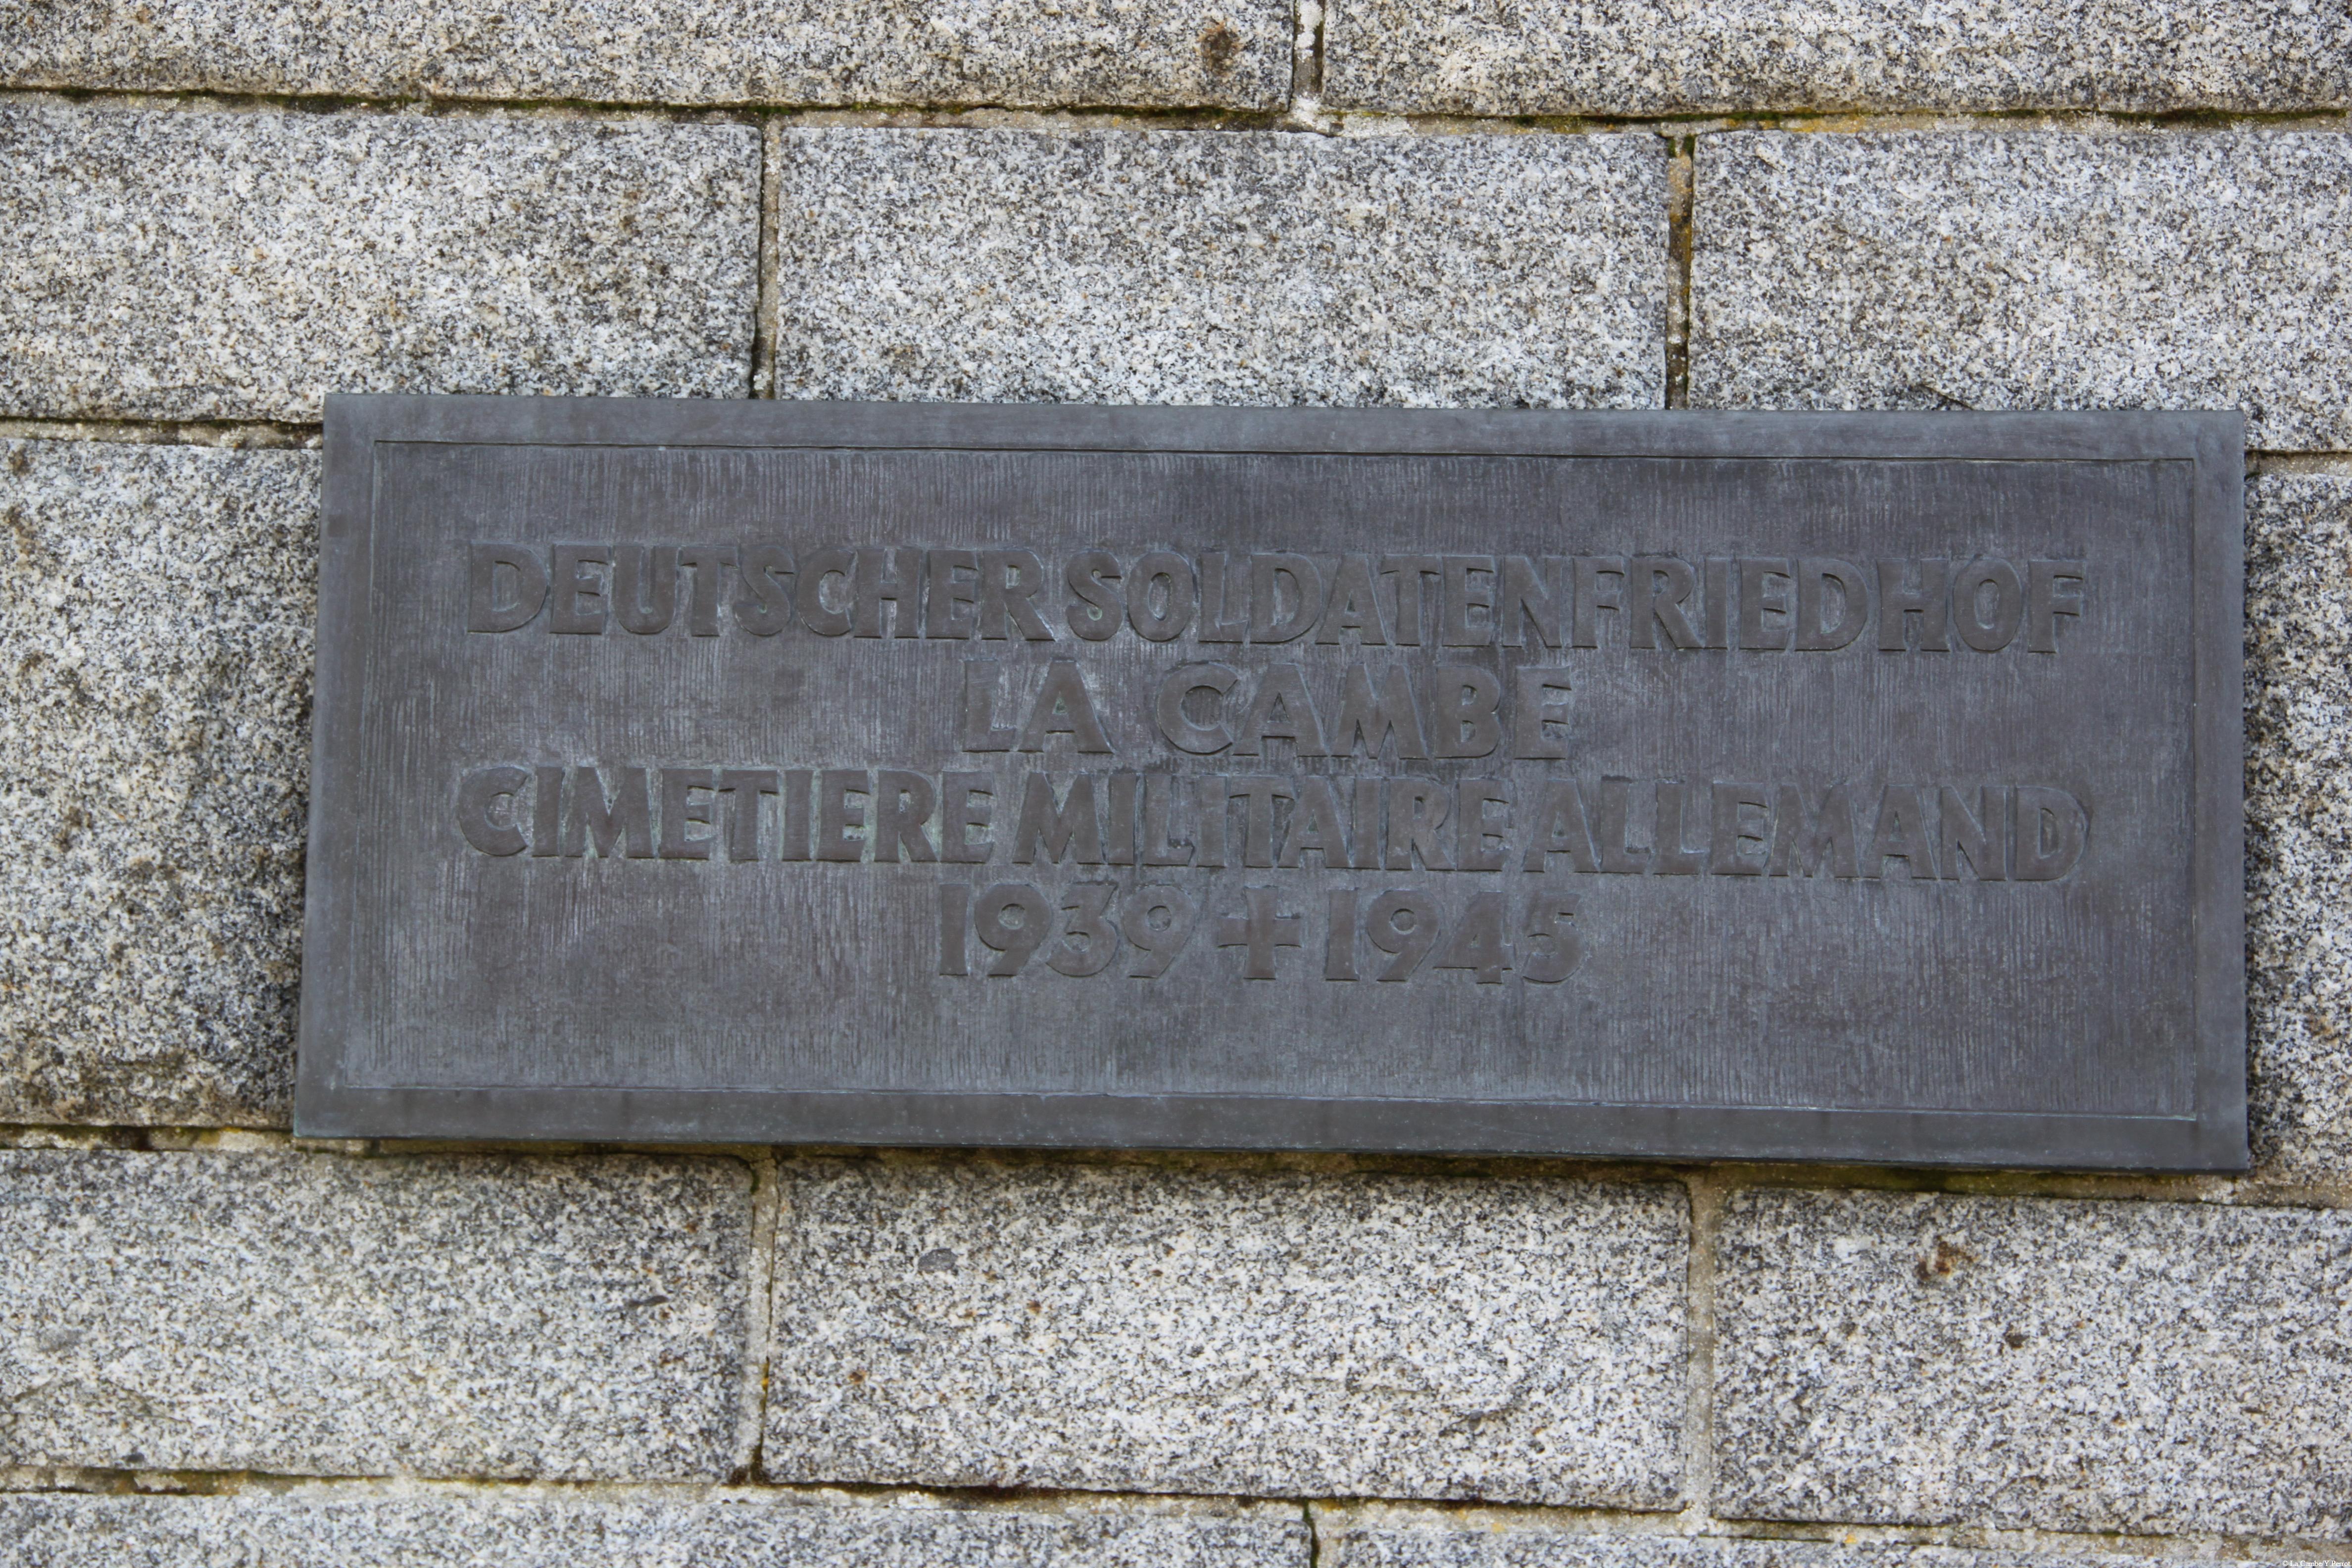 DEUTSCHER SOLDATENFRIEDHOF
LA CAMBE
CIMETIERE MILITAIRE ALLEMAND
1939 + 1945